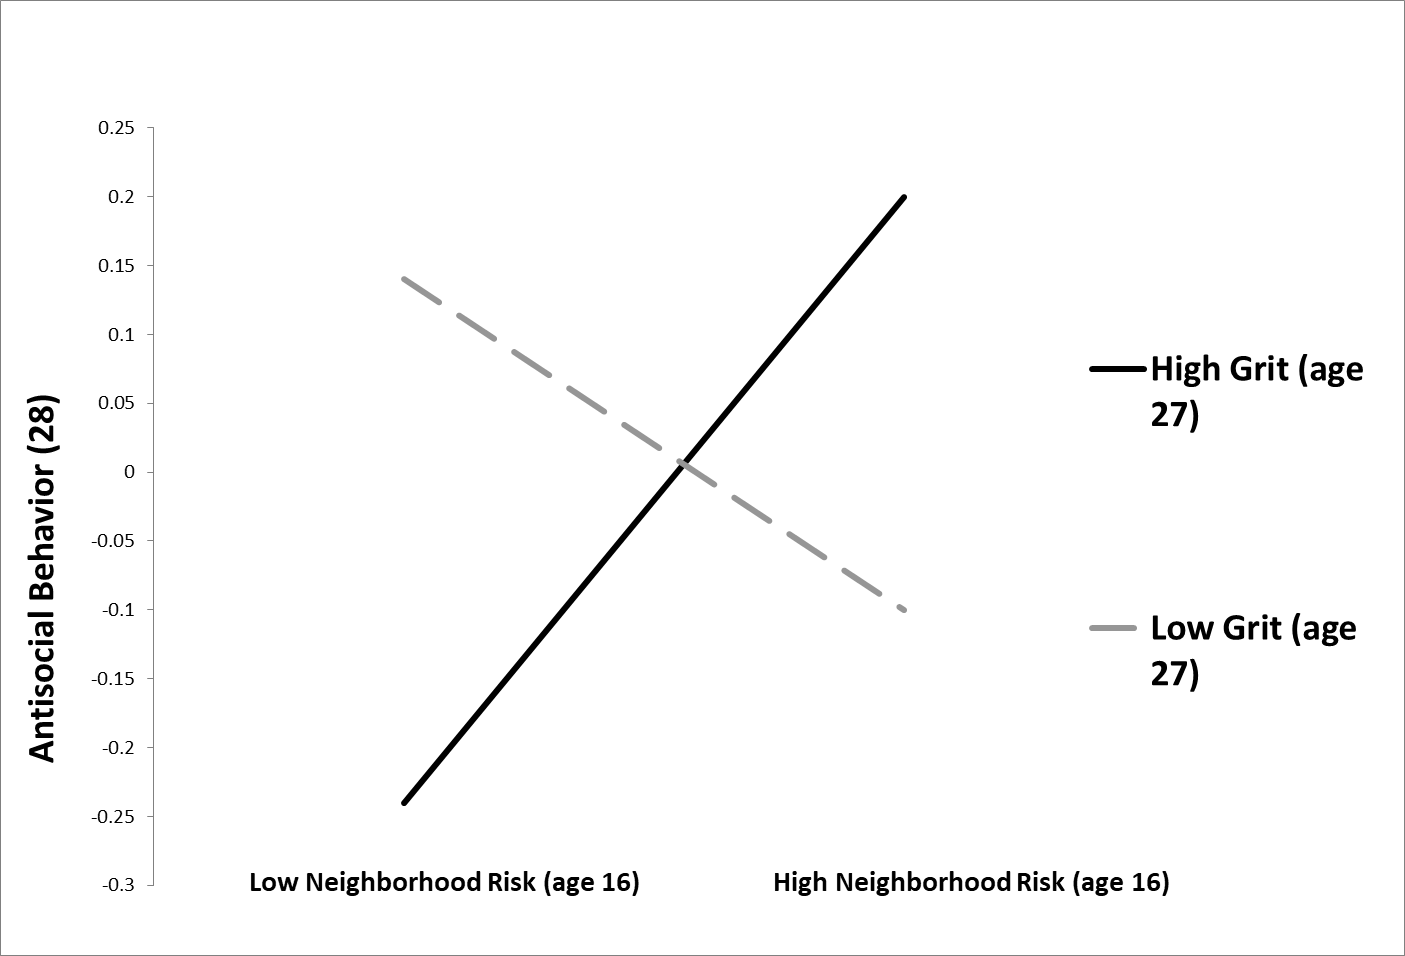 0.25
0.2
0.15
0.1
0.05
0
-0.05
-0.1
-0.15
-0.2
-0.25
-0.3
Antisocial Behavior (28)
Low Neighborhood Risk (age 16)
High Neighborhood Risk (age 16)
High Grit (age
27)
Low Grit (age
27)